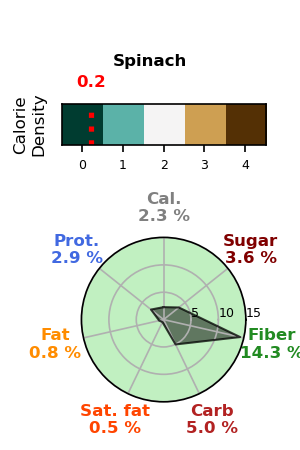 Spinach
0.2
Calorie
Density
0 1 2 3 4
Cal.
2.3 %
Prot.
2.9 %
Sugar
3.6 %
5 10 15
Fat
0.8 %
Fiber
14.3 %
Sat. fat
0.5 %
Carb
5.0 %